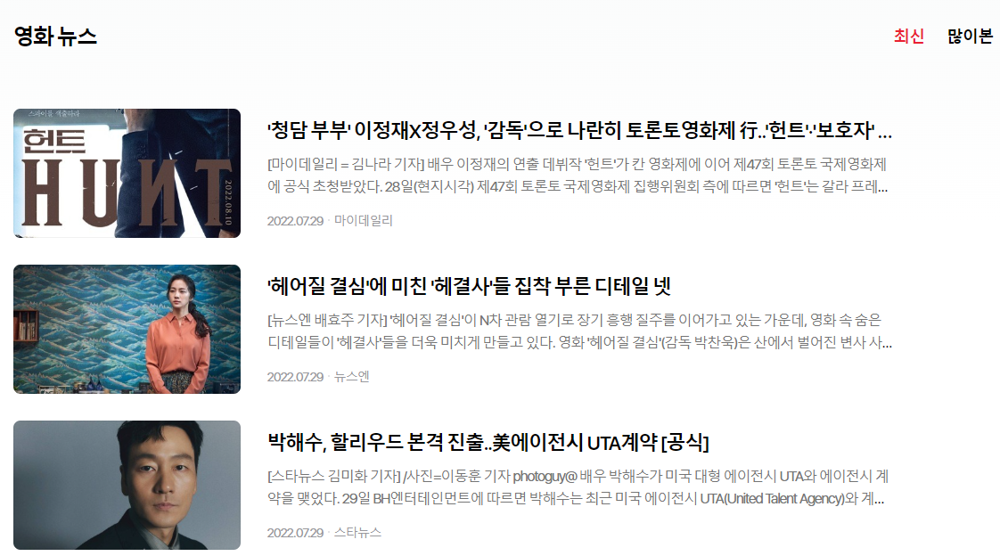 영화 뉴스
최신 많이본
스파이를 색출하라
헌트
HUNT
2022.08.10
'청담 부부' 이정재X정우성, '감독'으로 나란히 토론토영화제 行..'헌트'·'보호자' ...
[마이데일리 = 김나라 기자] 배우 이정재의 연출 데뷔작 '헌트'가 칸 영화제에 이어 제47회 토론토 국제영화제
에 공식 초청받았다. 28일(현지시각) 제47회 토론토 국제영화제 집행위원회 측에 따르면 '헌트'는 갈라 프레...
2022.07.29 · 마이데일리
'헤어질 결심'에 미친 '헤결사'들 집착 부른 디테일 넷
[뉴스엔 배효주 기자] '헤어질 결심'이 N차 관람 열기로 장기 흥행 질주를 이어가고 있는 가운데, 영화 속 숨은
디테일들이 '헤결사'들을 더욱 미치게 만들고 있다. 영화 '헤어질 결심'(감독 박찬욱)은 산에서 벌어진 변사 사...
2022.07.29 · 뉴스엔
박해수, 할리우드 본격 진출..美에이전시 UTA계약 [공식]
[스타뉴스 김미화 기자] /사진=이동훈 기자 photoguy@ 배우 박해수가 미국 대형 에이전시 UTA와 에이전시 계
약을 맺었다. 29일 BH엔터테인먼트에 따르면 박해수는 최근 미국 에이전시 UTA(United Talent Agency)와 계...
2022.07.29 · 스타뉴스